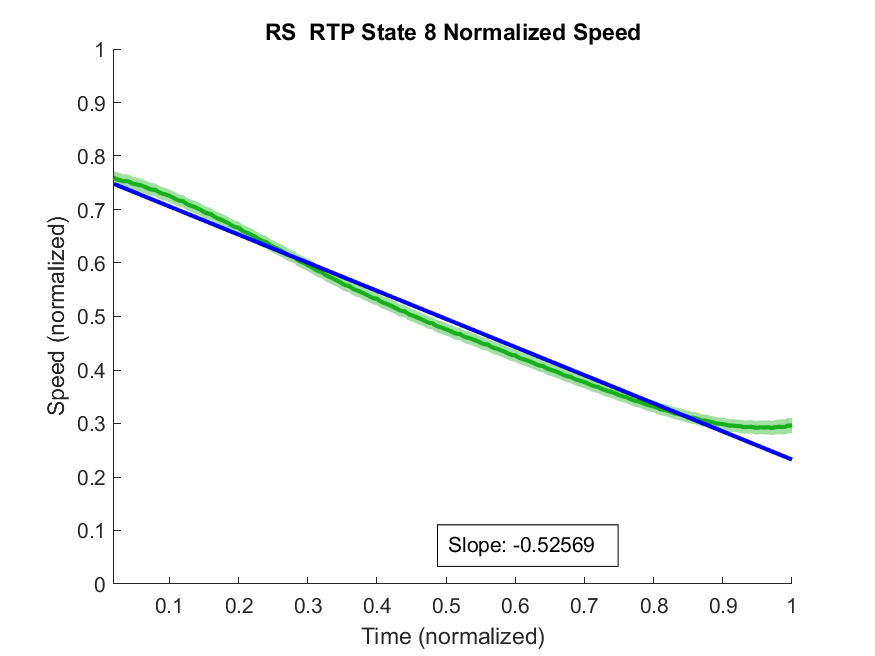 RS  RTP State 8 Normalized Speed
1
0.9
0.8
0.7
0.6
0.5
0.4
0.3
0.2
0.1
0
Speed (normalized)
Slope: -0.52569
0.1 0.2 0.3 0.4 0.5 0.6 0.7 0.8 0.9 1
Time (normalized)